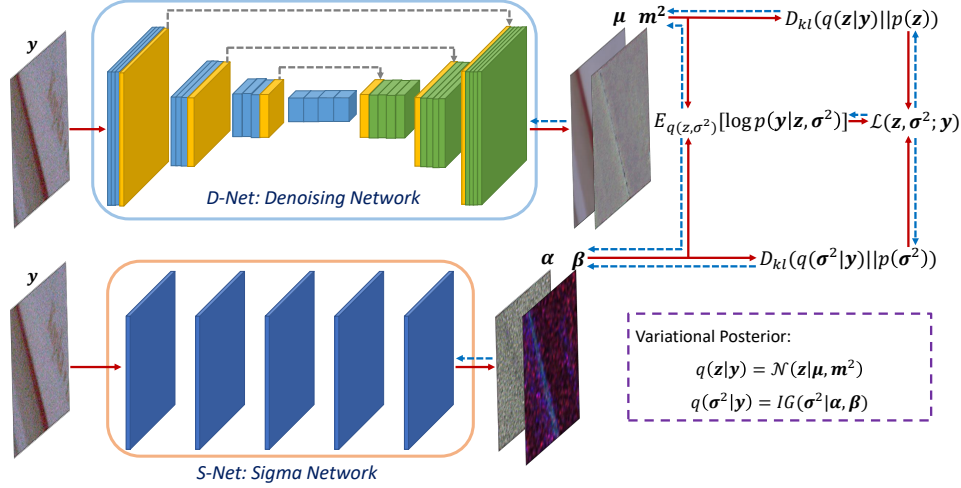 y
μ m²
D_kl(q(z|y)||p(z))
E_q(z,σ²)[log p(y|z, σ²)]
ℒ(z, σ²; y)
D-Net: Denoising Network
y
α β
D_kl(q(σ²|y)||p(σ²))
Variational Posterior:
q(z|y) = 𝒩(z|μ, m²)
q(σ²|y) = IG(σ²|α, β)
S-Net: Sigma Network